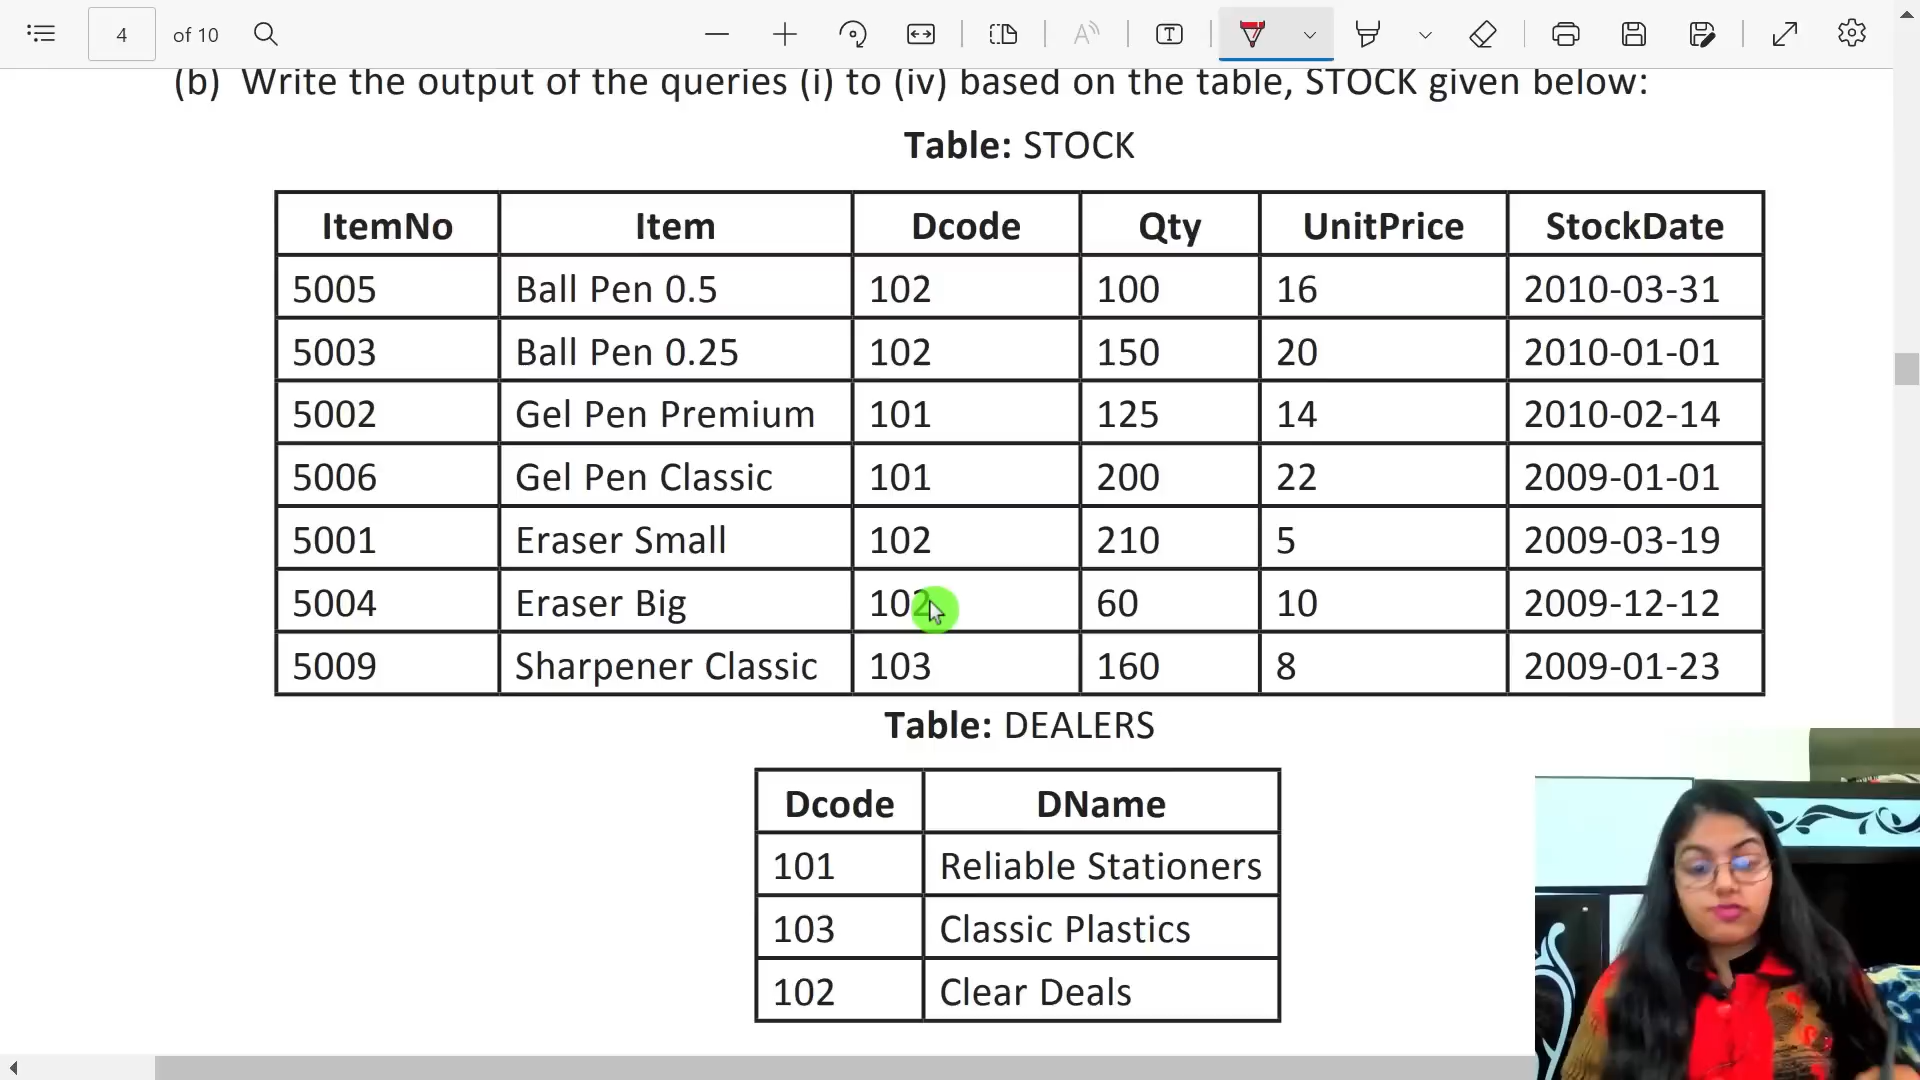 4 of 10
(b) Write the output of the queries (i) to (iv) based on the table, STOCK given below:
Table: STOCK
ItemNo Item Dcode Qty UnitPrice StockDate
5005 Ball Pen 0.5 102 100 16 2010-03-31
5003 Ball Pen 0.25 102 150 20 2010-01-01
5002 Gel Pen Premium 101 125 14 2010-02-14
5006 Gel Pen Classic 101 200 22 2009-01-01
5001 Eraser Small 102 210 5 2009-03-19
5004 Eraser Big 102 60 10 2009-12-12
5009 Sharpener Classic 103 160 8 2009-01-23
Table: DEALERS
Dcode DName
101 Reliable Stationers
103 Classic Plastics
102 Clear Deals